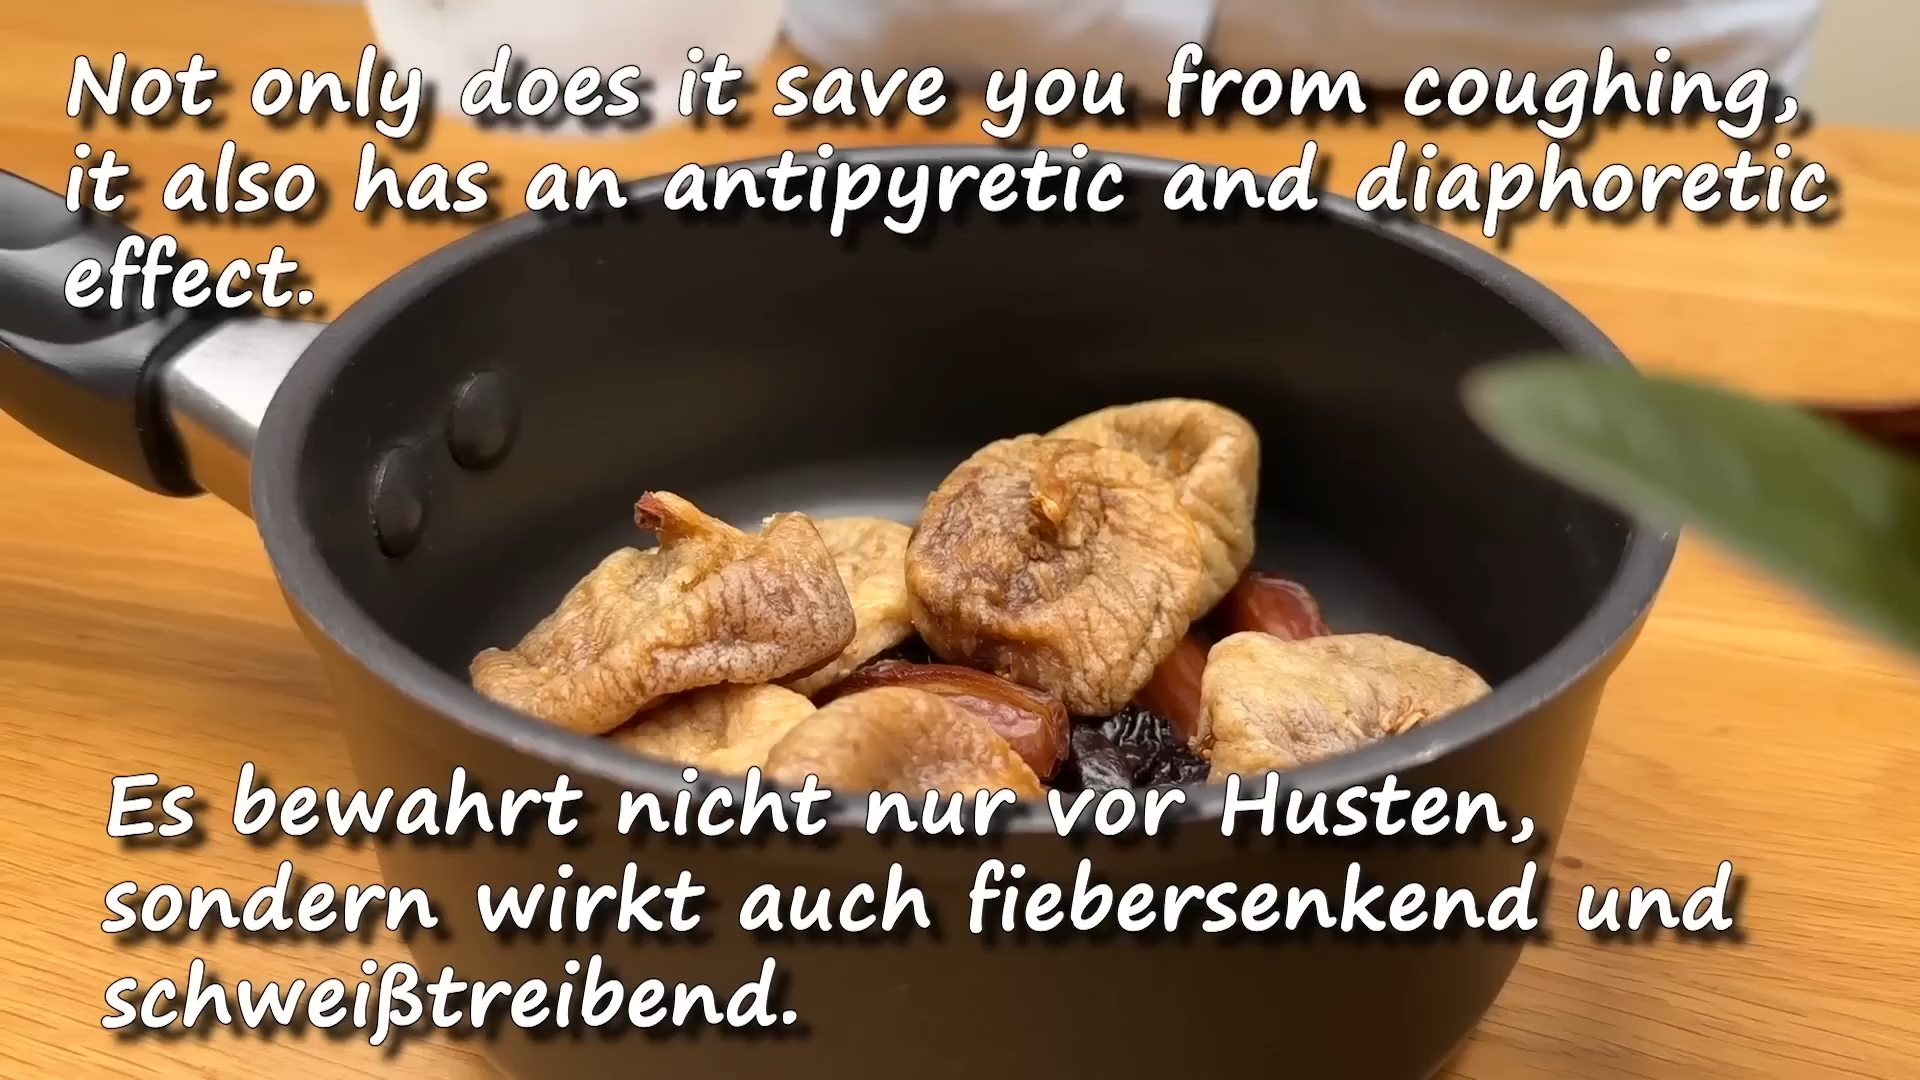 Not only does it save you from coughing,
it also has an antipyretic and diaphoretic
effect.
Es bewahrt nicht nur vor Husten,
sondern wirkt auch fiebersenkend und
schweißtreibend.